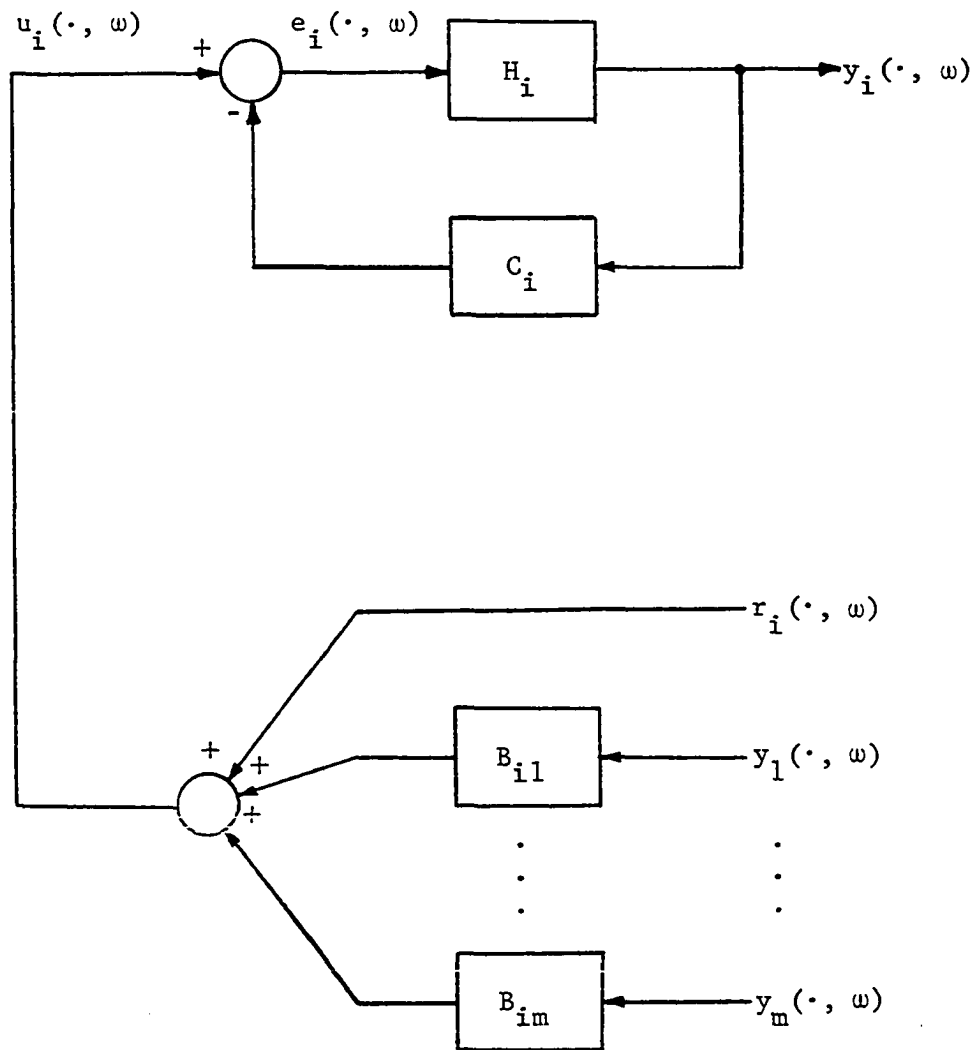 u_i(·, ω)
e_i(·, ω)
+
H_i
y_i(·, ω)
-
C_i
r_i(·, ω)
+
+
B_i1
y_1(·, ω)
+
. .
. .
. .
B_im
y_m(·, ω)